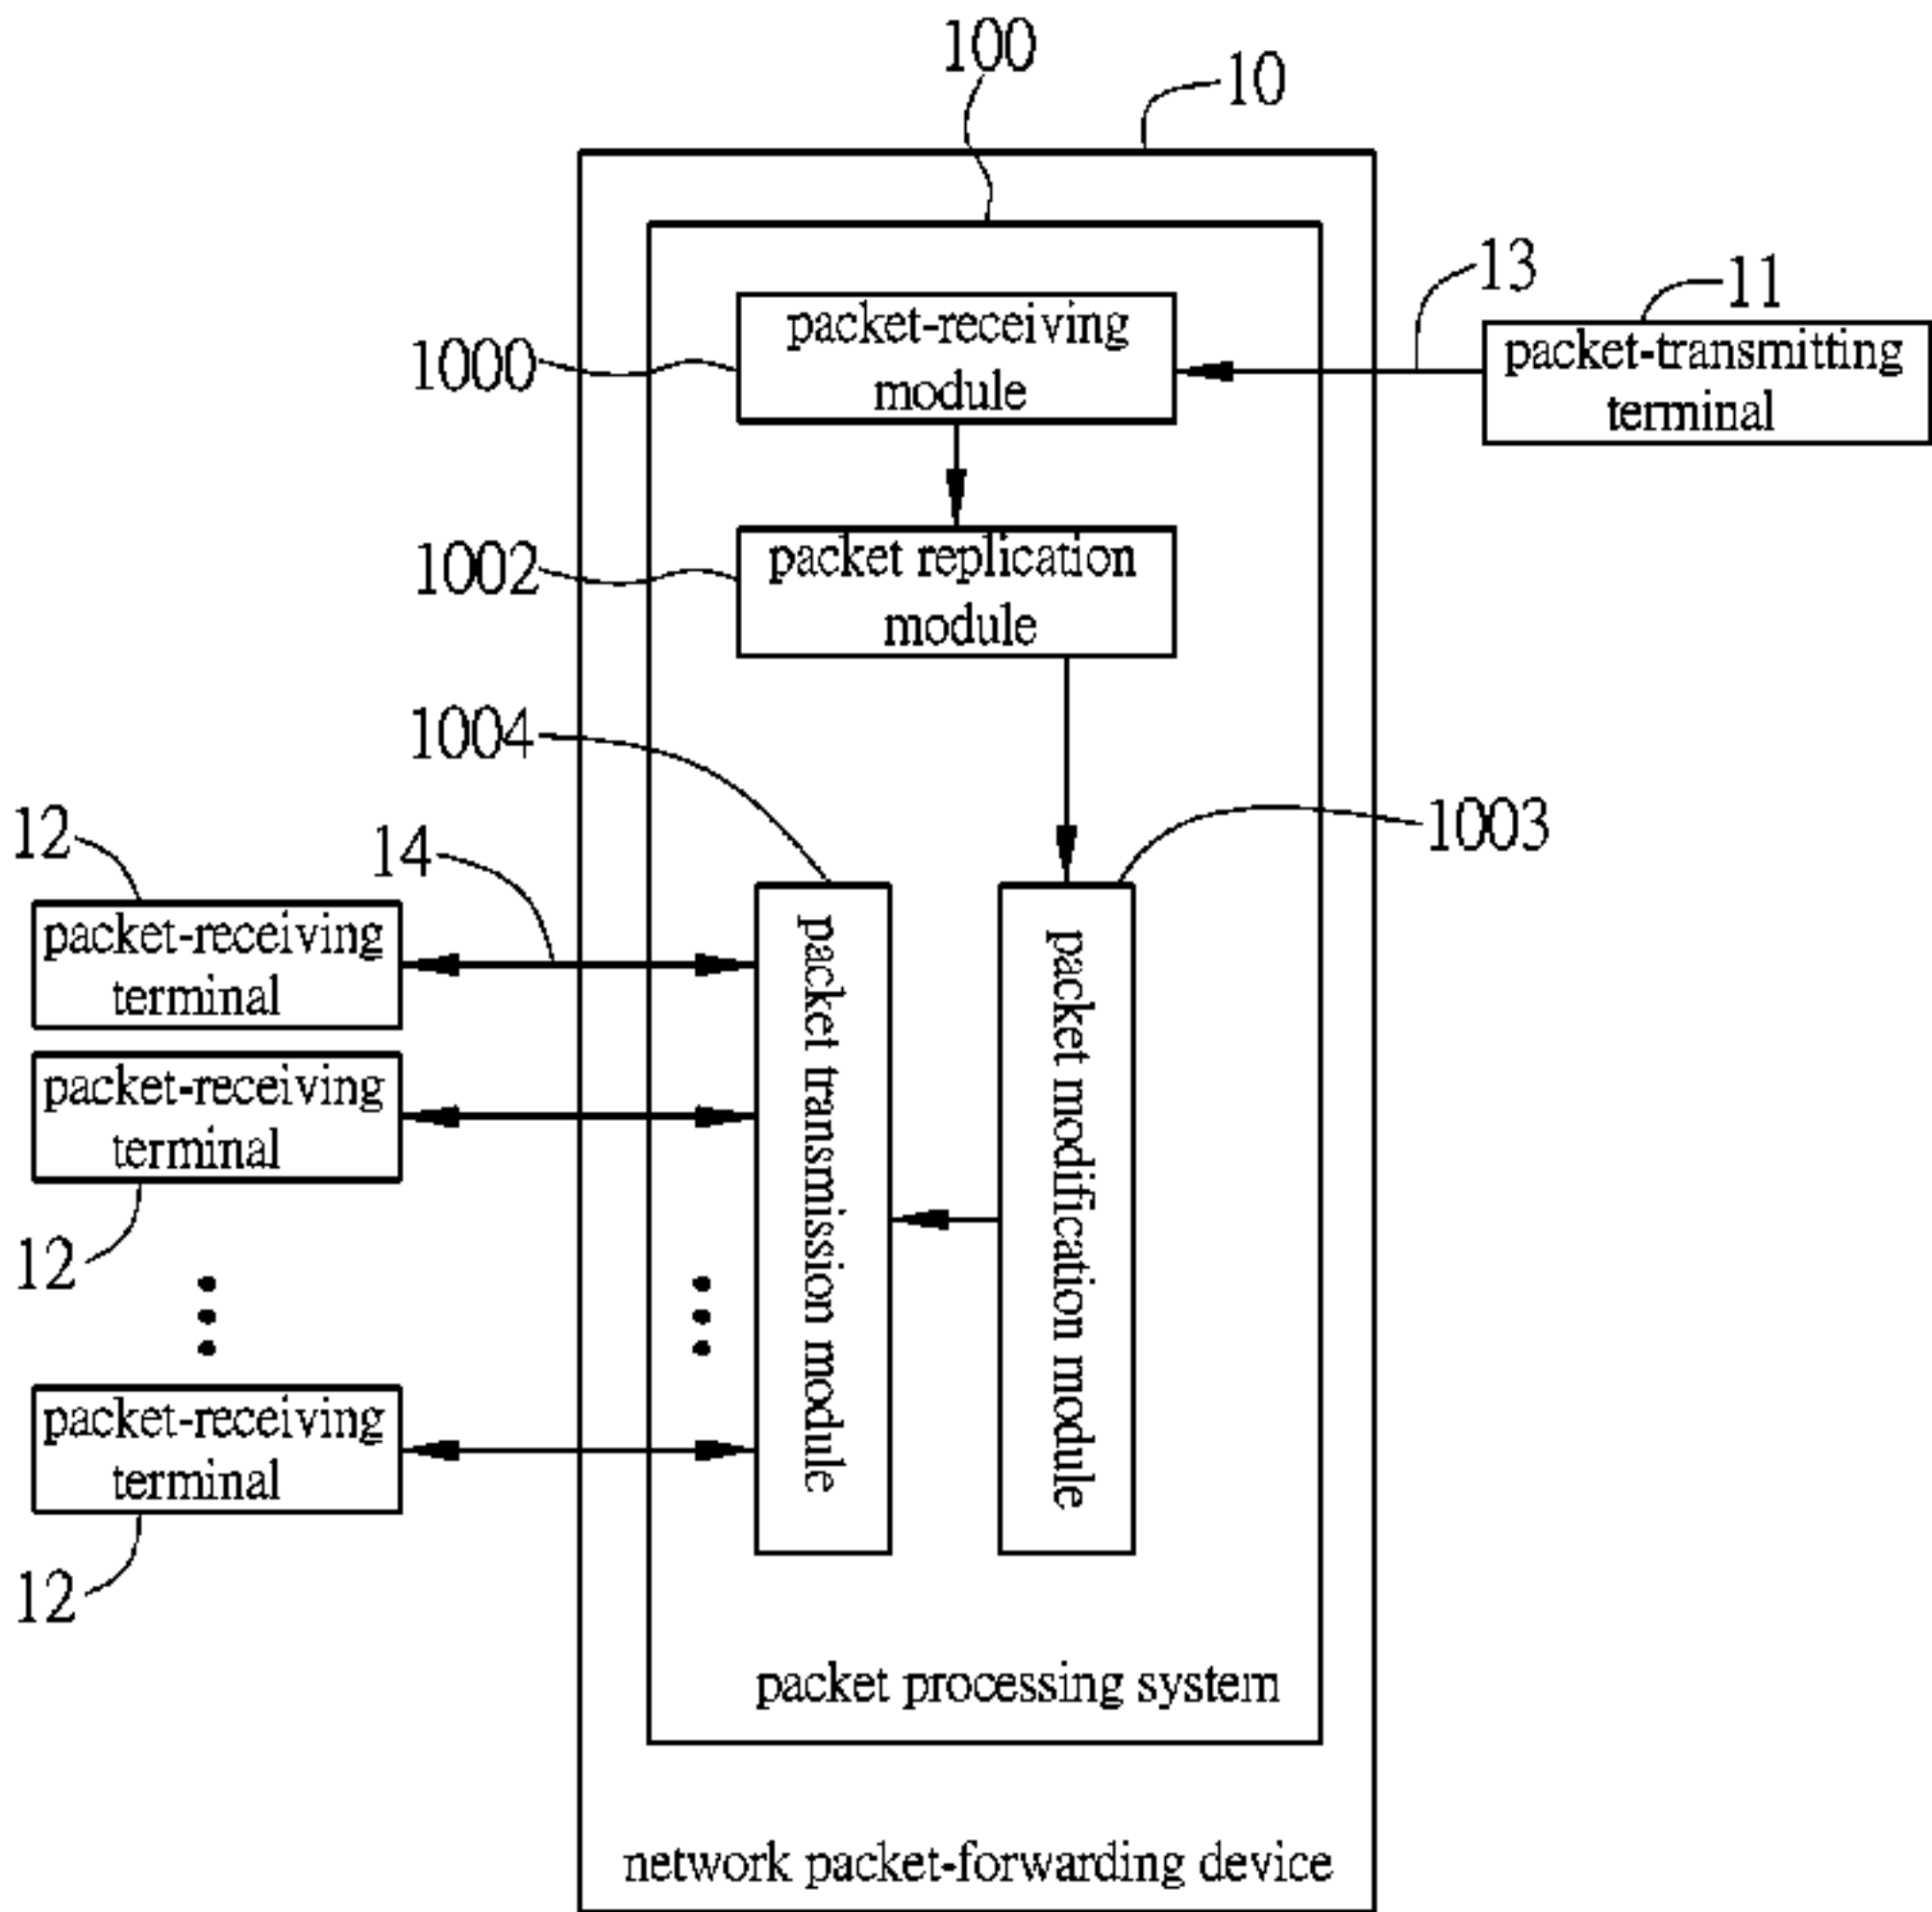 100
10
13
11
packet-receiving
module
packet-transmitting
terminal
1000
1002
packet replication
module
1004
1003
12
14
packet-receiving
terminal
packet transmission module
packet modification module
packet-receiving
terminal
12
packet-receiving
terminal
12
packet processing system
network packet-forwarding device